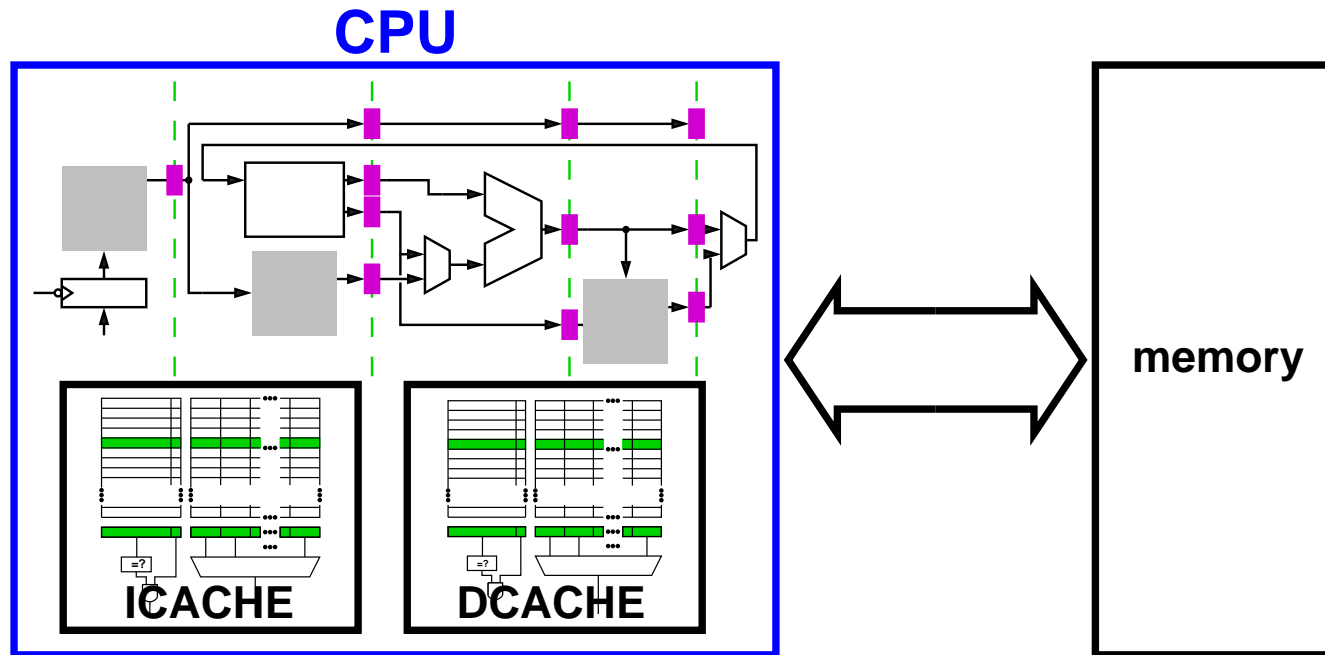 CPU
memory
=?
=?
ICACHE
DCACHE